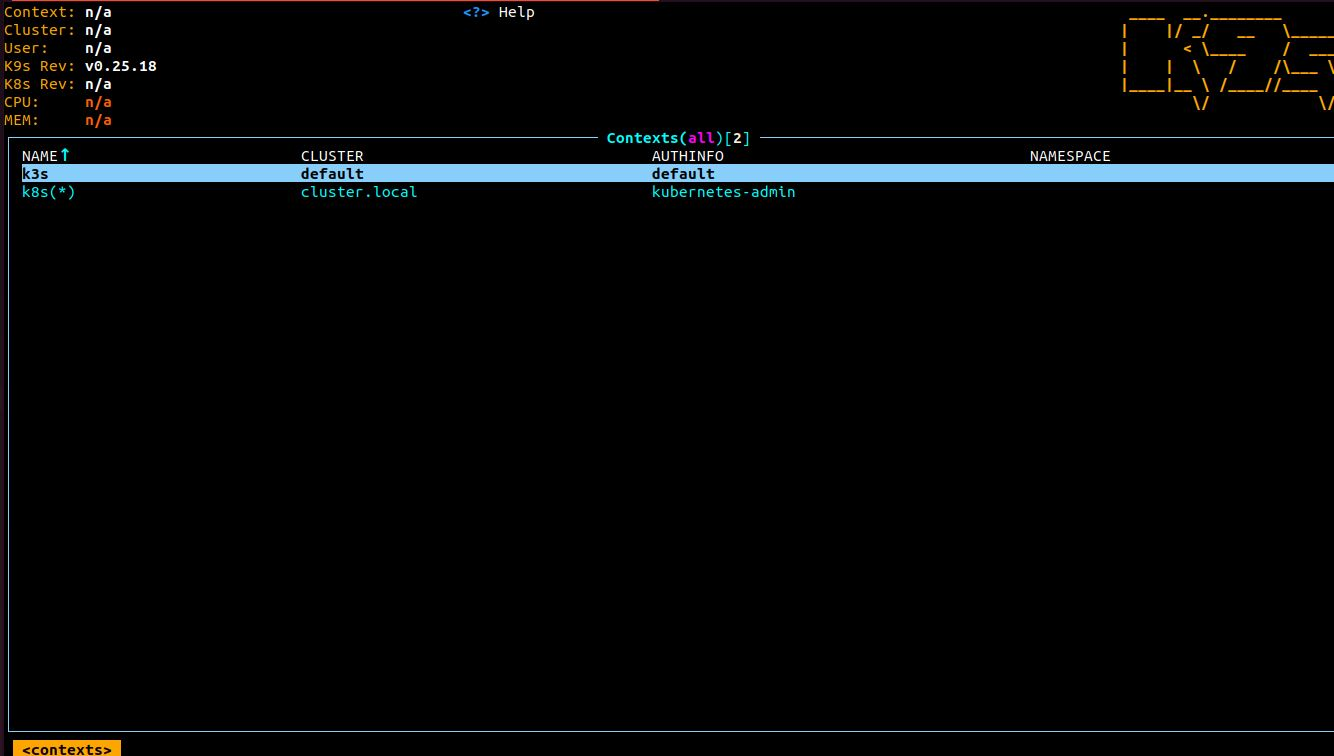 Context: n/a <?> Help
Cluster: n/a
User: n/a
K9s Rev: v0.25.18
K8s Rev: n/a
CPU: n/a
MEM: n/a
Contexts(all)[2]
NAME↑ CLUSTER AUTHINFO NAMESPACE
k3s default default
k8s(*) cluster.local kubernetes-admin
<contexts>